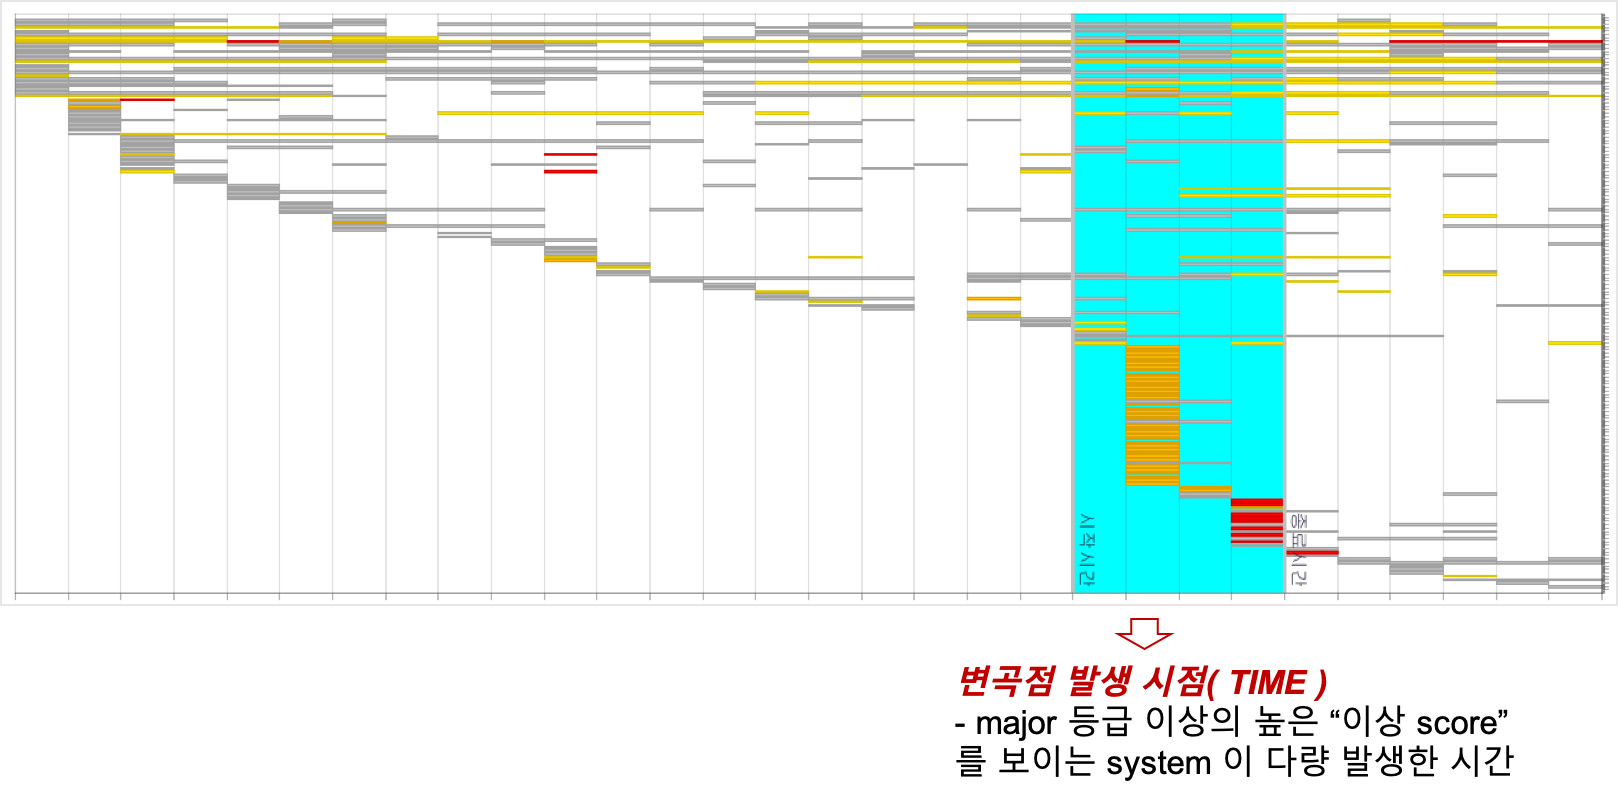 시작시간
종료시간
변곡점 발생 시점( TIME )
- major 등급 이상의 높은 “이상 score”
를 보이는 system 이 다량 발생한 시간